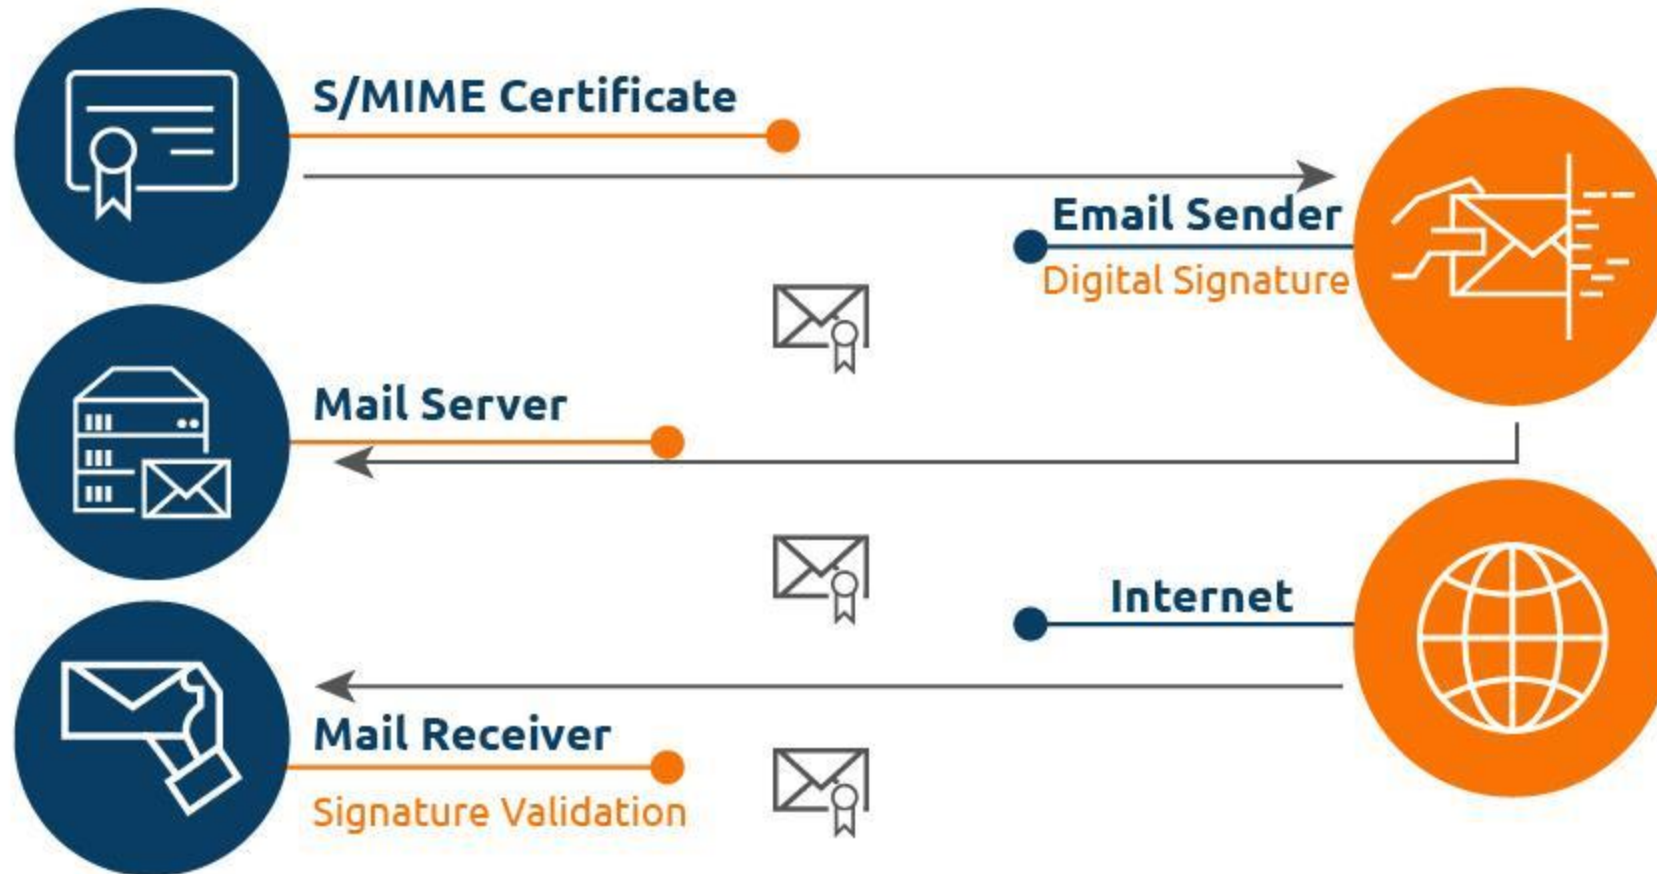 S/MIME Certificate
Email Sender
Digital Signature
Mail Server
Internet
Mail Receiver
Signature Validation